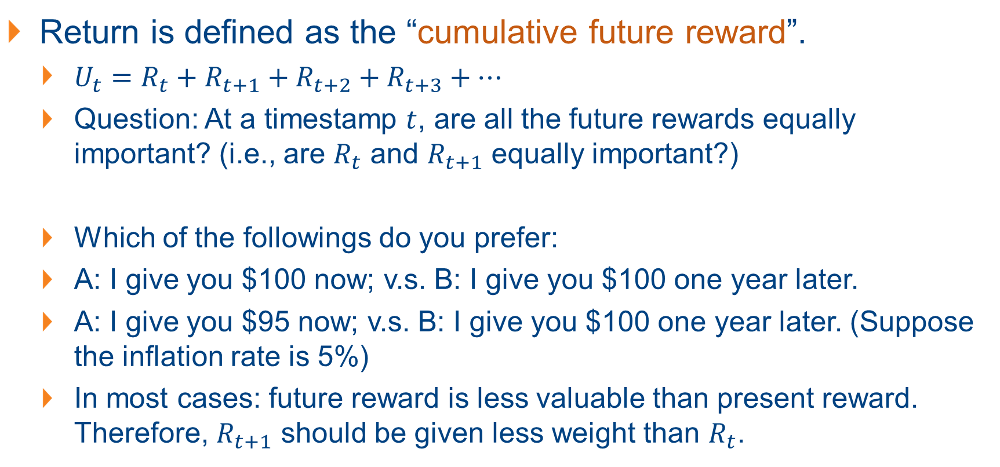 Return is defined as the “cumulative future reward”.
U_t = R_t + R_{t+1} + R_{t+2} + R_{t+3} + ⋯
Question: At a timestamp t, are all the future rewards equally
important? (i.e., are R_t and R_{t+1} equally important?)
Which of the followings do you prefer:
A: I give you $100 now; v.s. B: I give you $100 one year later.
A: I give you $95 now; v.s. B: I give you $100 one year later. (Suppose
the inflation rate is 5%)
In most cases: future reward is less valuable than present reward.
Therefore, R_{t+1} should be given less weight than R_t.